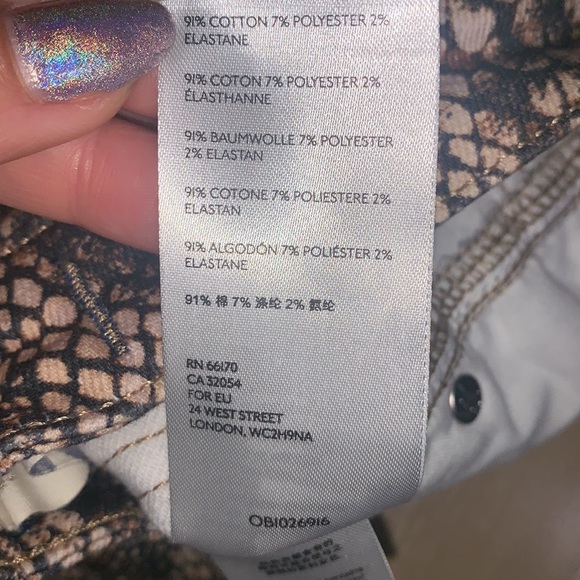 91% COTTON 7% POLYESTER 2%
ELASTANE
91% COTON 7% POLYESTER 2%
ÉLASTHANNE
91% BAUMWOLLE 7% POLYESTER
2% ELASTAN
91% COTONE 7% POLIESTERE 2%
ELASTAN
91% ALGODÓN 7% POLIÉSTER 2%
ELASTANE
91% 棉 7% 涤纶 2% 氨纶
RN 66170
CA 32054
FOR EU
24 WEST STREET
LONDON, WC2H9NA
OB1026916